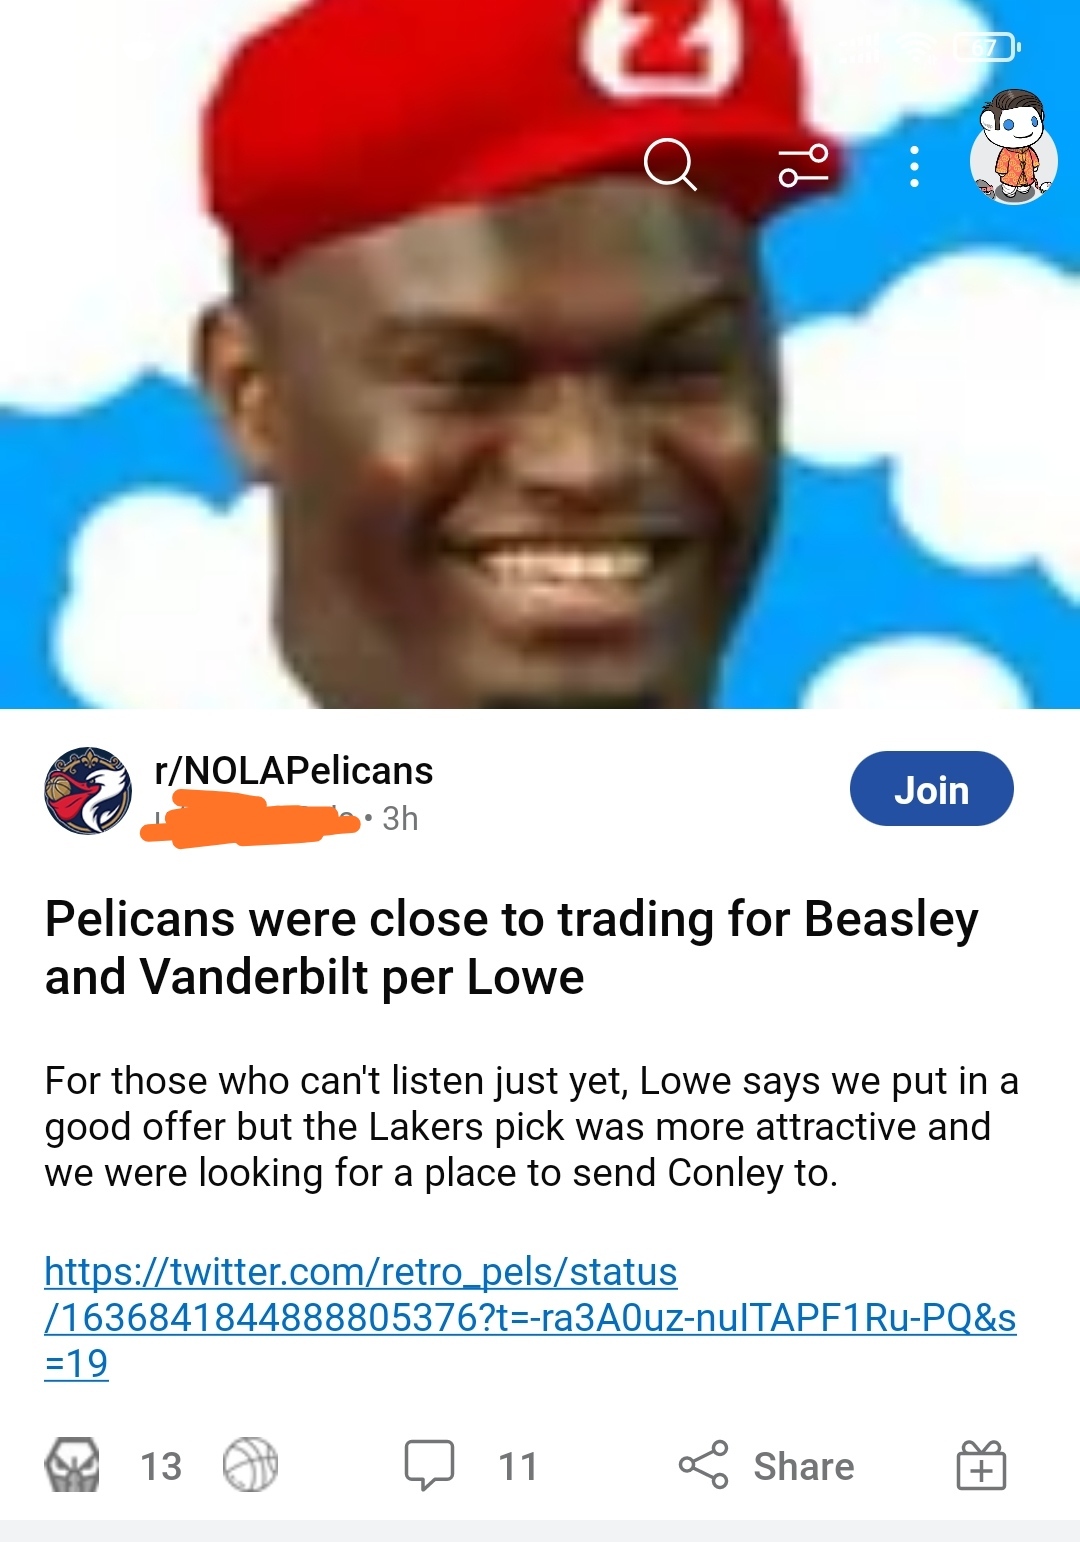 Z
67
r/NOLAPelicans
• 3h
Join
Pelicans were close to trading for Beasley
and Vanderbilt per Lowe
For those who can't listen just yet, Lowe says we put in a
good offer but the Lakers pick was more attractive and
we were looking for a place to send Conley to.
https://twitter.com/retro_pels/status
/1636841844888805376?t=-ra3A0uz-nulTAPF1Ru-PQ&s
=19
13
11
Share